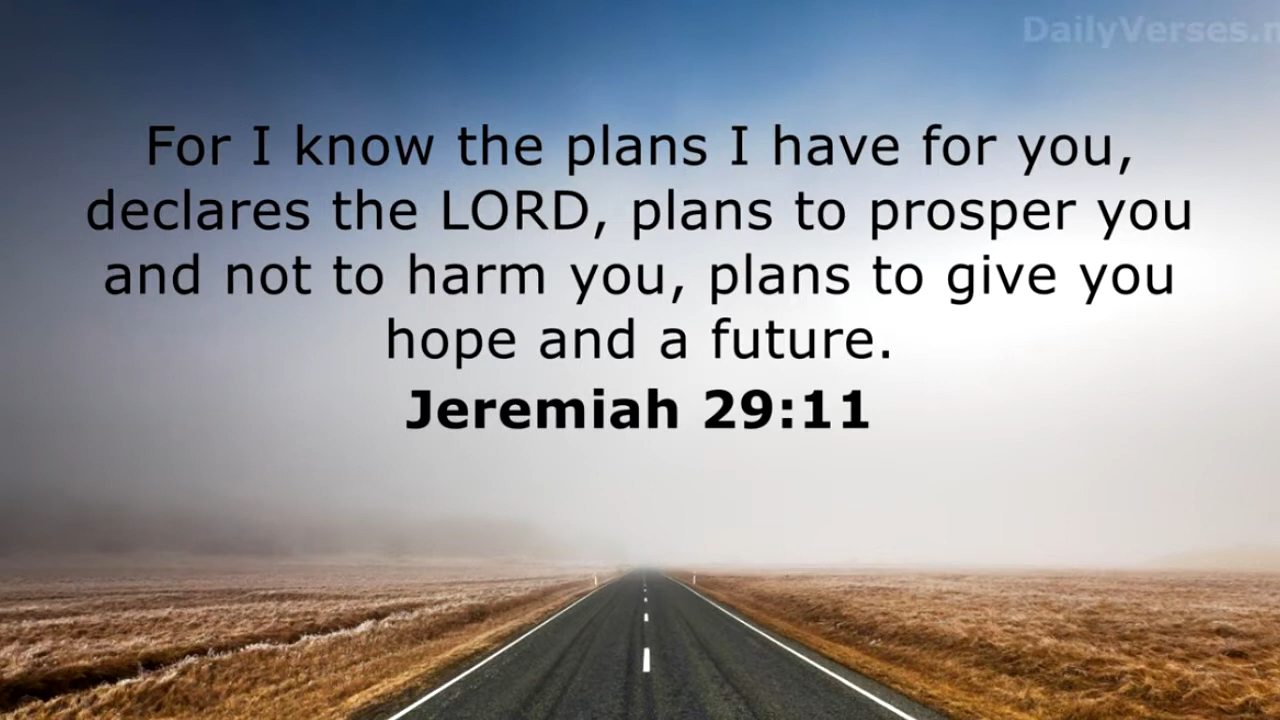 DailyVerses.n
For I know the plans I have for you,
declares the LORD, plans to prosper you
and not to harm you, plans to give you
hope and a future.
Jeremiah 29:11